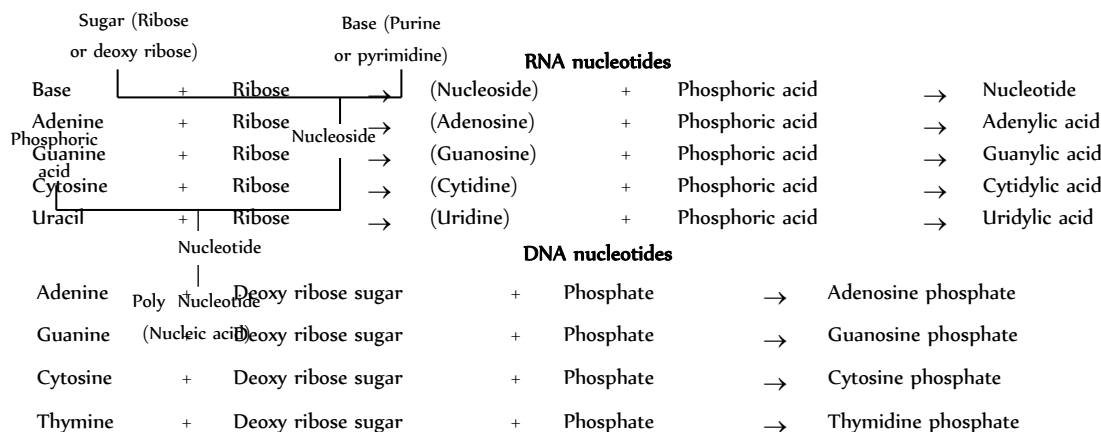 Sugar (Ribose
or deoxy ribose)
Base (Purine
or pyrimidine)
RNA nucleotides
Base + Ribose → (Nucleoside) + Phosphoric acid → Nucleotide
Adenine + Ribose → (Adenosine) + Phosphoric acid → Adenylic acid
Phosphoric
acid
Nucleoside
Guanine + Ribose → (Guanosine) + Phosphoric acid → Guanylic acid
Cytosine + Ribose → (Cytidine) + Phosphoric acid → Cytidylic acid
Uracil + Ribose → (Uridine) + Phosphoric acid → Uridylic acid
Nucleotide
DNA nucleotides
Adenine + Deoxy ribose sugar + Phosphate → Adenosine phosphate
Poly Nucleotide
(Nucleic acid)
Guanine + Deoxy ribose sugar + Phosphate → Guanosine phosphate
Cytosine + Deoxy ribose sugar + Phosphate → Cytosine phosphate
Thymine + Deoxy ribose sugar + Phosphate → Thymidine phosphate